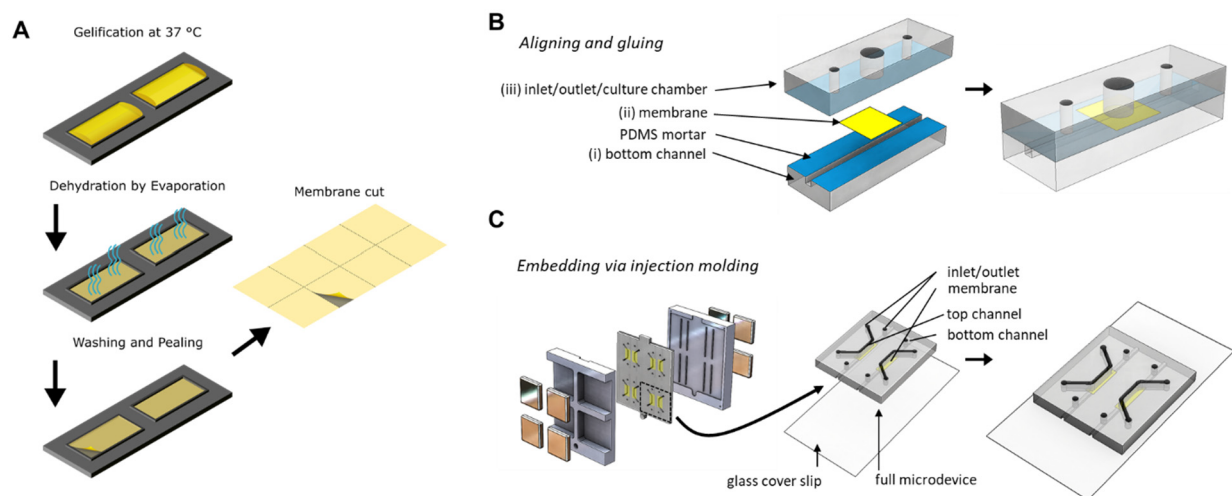 A
Gelification at 37 °C
Dehydration by Evaporation
Membrane cut
Washing and Pealing
B
Aligning and gluing
(iii) inlet/outlet/culture chamber
(ii) membrane
PDMS mortar
(i) bottom channel
C
Embedding via injection molding
inlet/outlet
membrane
top channel
bottom channel
glass cover slip
full microdevice